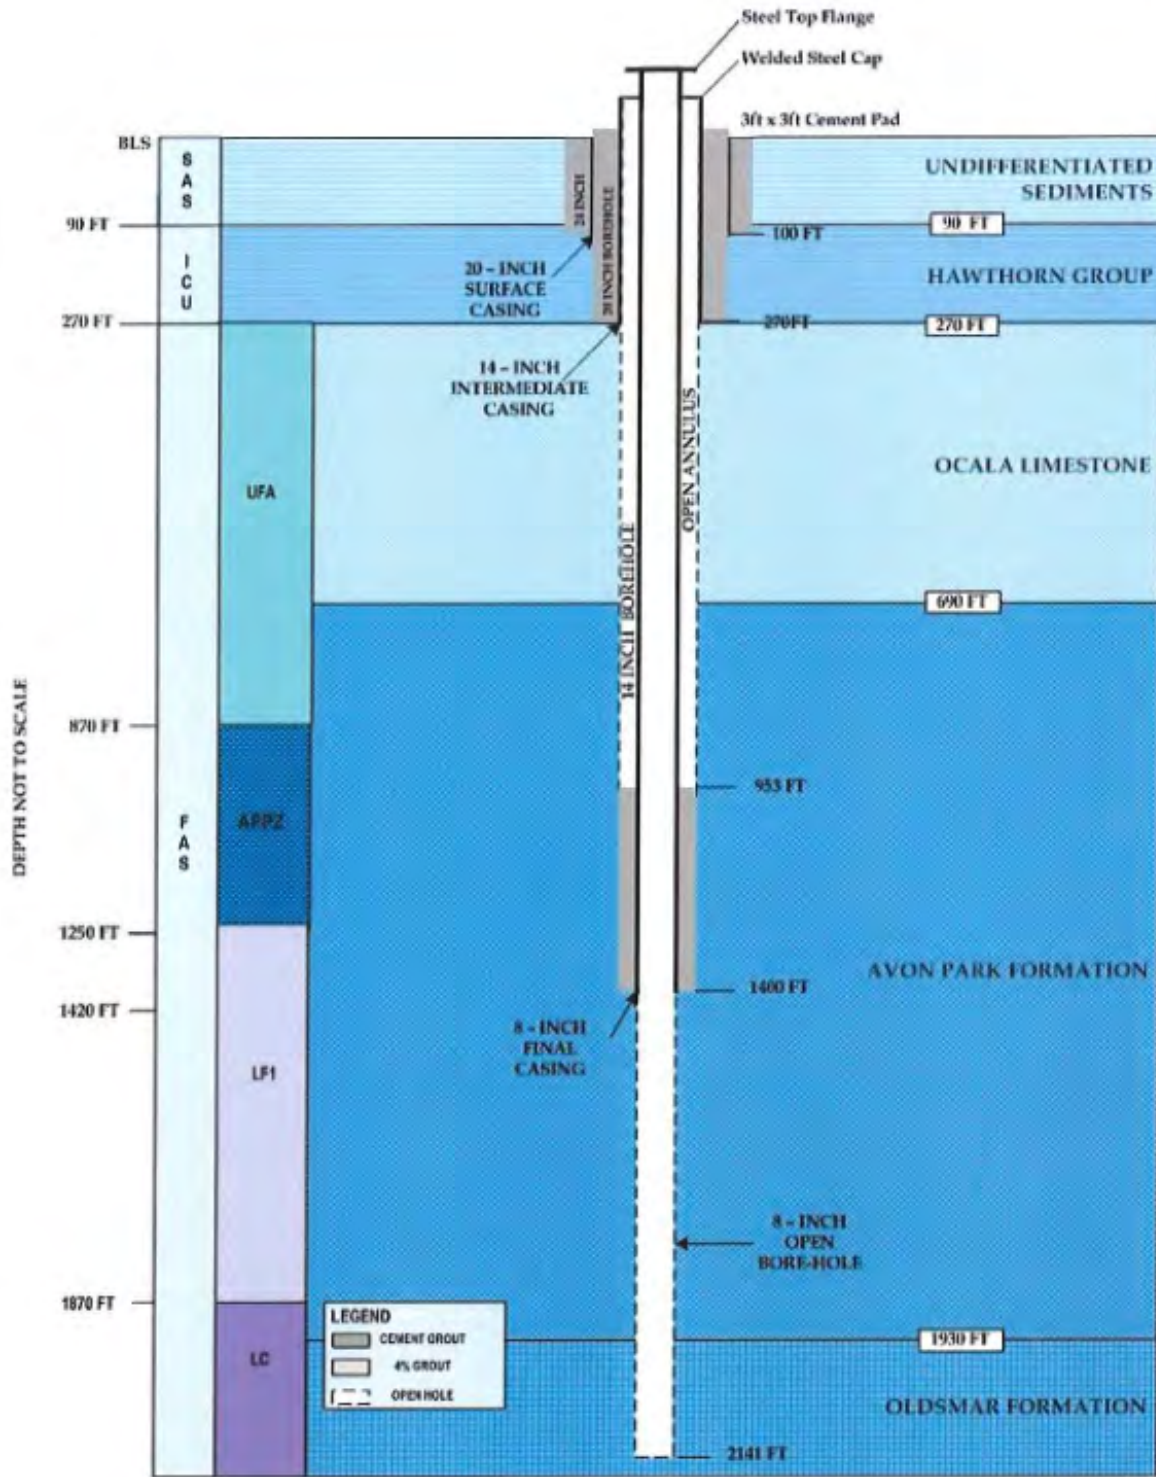 Steel Top Flange
Welded Steel Cap
3ft x 3ft Cement Pad
BLS
SAS
24 INCH
20 INCH BOREHOLE
UNDIFFERENTIATED
SEDIMENTS
90 FT
90 FT
100 FT
ICU
20 - INCH
SURFACE
CASING
HAWTHORN GROUP
270 FT
270FT
270 FT
14 - INCH
INTERMEDIATE
CASING
OPEN ANNULUS
OCALA LIMESTONE
UFA
14 INCH BOREHOLE
690 FT
DEPTH NOT TO SCALE
870 FT
953 FT
APPZ
FAS
1250 FT
AVON PARK FORMATION
1400 FT
1420 FT
8 - INCH
FINAL
CASING
LF1
8 - INCH
OPEN
BORE-HOLE
1870 FT
LEGEND
CEMENT GROUT
4% GROUT
OPEN HOLE
LC
1930 FT
OLDSMAR FORMATION
2141 FT